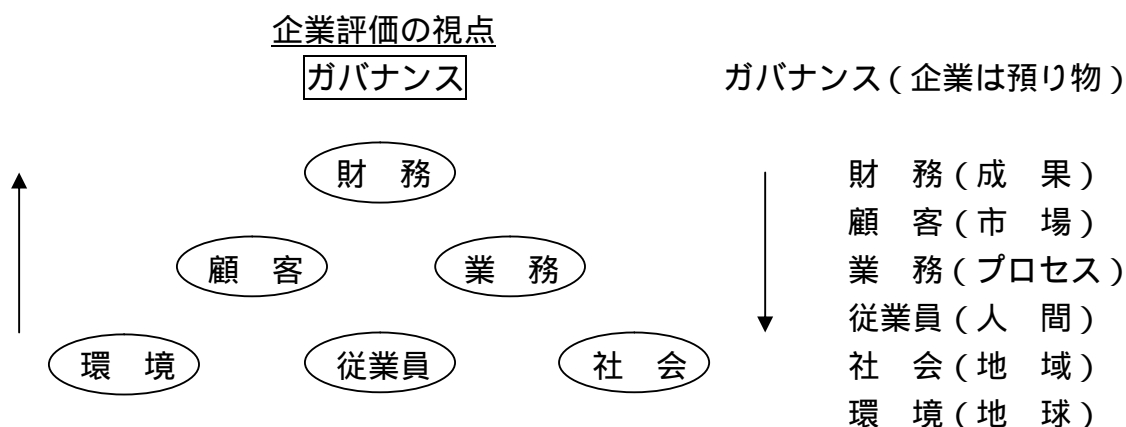 企業評価の視点
ガバナンス
財　務
顧　客
業　務
環　境
従業員
社　会
ガバナンス（企業は預り物）
財　務（成　果）
顧　客（市　場）
業　務（プロセス）
従業員（人　間）
社　会（地　域）
環　境（地　球）